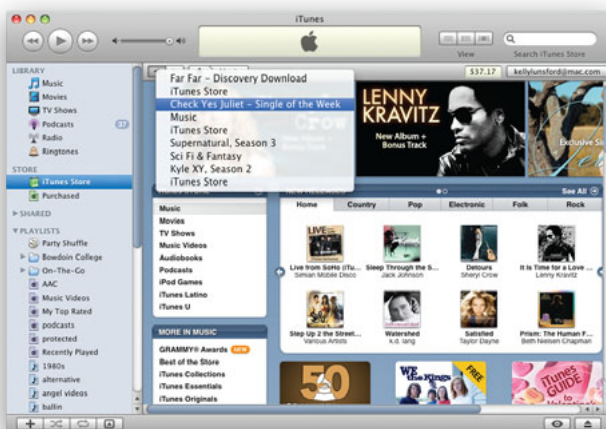 iTunes
View
Search iTunes Store
LIBRARY
Music
Movies
TV Shows
Podcasts
Radio
Ringtones
STORE
iTunes Store
Purchased
SHARED
PLAYLISTS
Party Shuffle
Bowdoin College
On-The-Go
AAC
Music Videos
My Top Rated
podcasts
protected
Recently Played
1980s
alternative
angel videos
ballin
$37.17
kellylunsford@mac.com
Far Far – Discovery Download
iTunes Store
Check Yes Juliet – Single of the Week
Music
iTunes Store
Supernatural, Season 3
Sci Fi & Fantasy
Kyle XY, Season 2
iTunes Store
Crow
LENNY
KRAVITZ
New Album +
Bonus Track
Exclusive
Music
Movies
TV Shows
Music Videos
Audiobooks
Podcasts
iPod Games
iTunes Latino
iTunes U
MORE IN MUSIC
GRAMMY® Awards NEW
Best of the Store
iTunes Collections
iTunes Essentials
iTunes Originals
NEW RELEASES
See All
Home
Country
Pop
Electronic
Folk
Rock
Live from SoHo (iTu...
Simian Mobile Disco
Sleep Through the S...
Jack Johnson
Detours
Sheryl Crow
It Is Time for a Love ...
Lenny Kravitz
Step Up 2 the Street...
Various Artists
Watershed
k.d. lang
Satisfied
Taylor Dayne
Prism: The Human F...
Beth Nielsen Chapman
50
WE
the Kings
FREE
iTunes
GUIDE
to
Valentine's